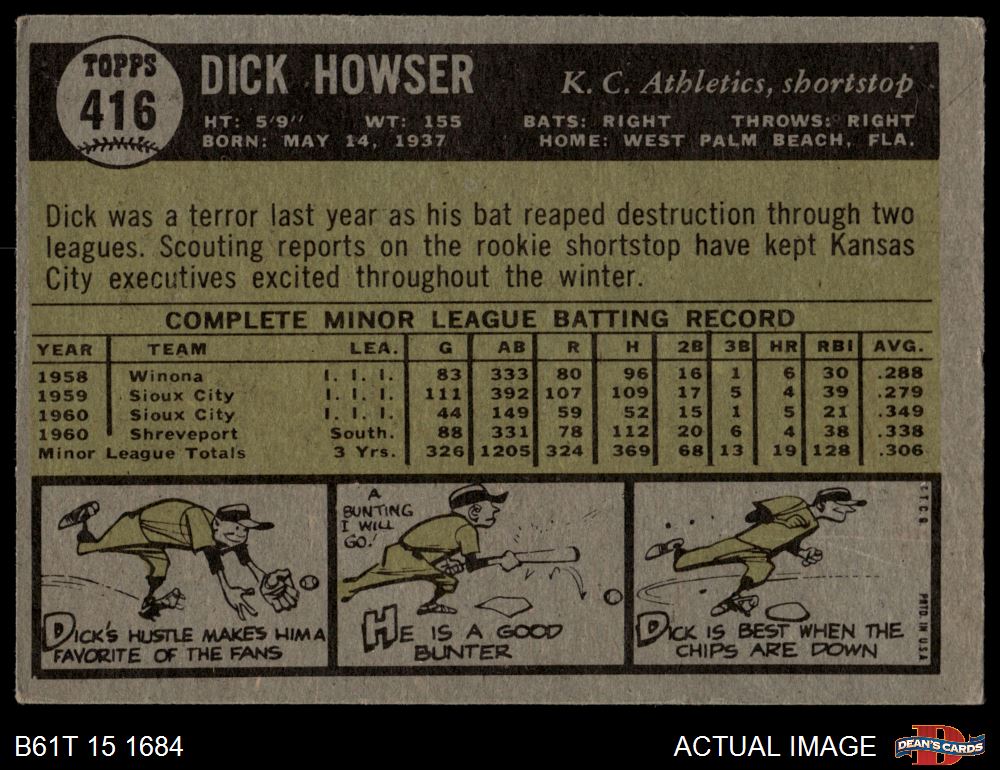 TOPPS
416
DICK HOWSER
K. C. Athletics, shortstop
HT: 5'9" WT: 155 BATS: RIGHT THROWS: RIGHT
BORN: MAY 14, 1937 HOME: WEST PALM BEACH, FLA.
Dick was a terror last year as his bat reaped destruction through two
leagues. Scouting reports on the rookie shortstop have kept Kansas
City executives excited throughout the winter.
COMPLETE MINOR LEAGUE BATTING RECORD
YEAR TEAM LEA. G AB R H 2B 3B HR RBI AVG.
1958 Winona I. I. I. 83 333 80 96 16 1 6 30 .288
1959 Sioux City I. I. I. 111 392 107 109 17 5 4 39 .279
1960 Sioux City I. I. I. 44 149 59 52 15 1 5 21 .349
1960 Shreveport South. 88 331 78 112 20 6 4 38 .338
Minor League Totals 3 Yrs. 326 1205 324 369 68 13 19 128 .306
DICK'S HUSTLE MAKES HIM A
FAVORITE OF THE FANS
A
BUNTING
I WILL
GO!
HE IS A GOOD
BUNTER
DICK IS BEST WHEN THE
CHIPS ARE DOWN
T.C.G.
PRTD IN U.S.A.
B61T 15 1684
ACTUAL IMAGE
DEAN'S CARDS